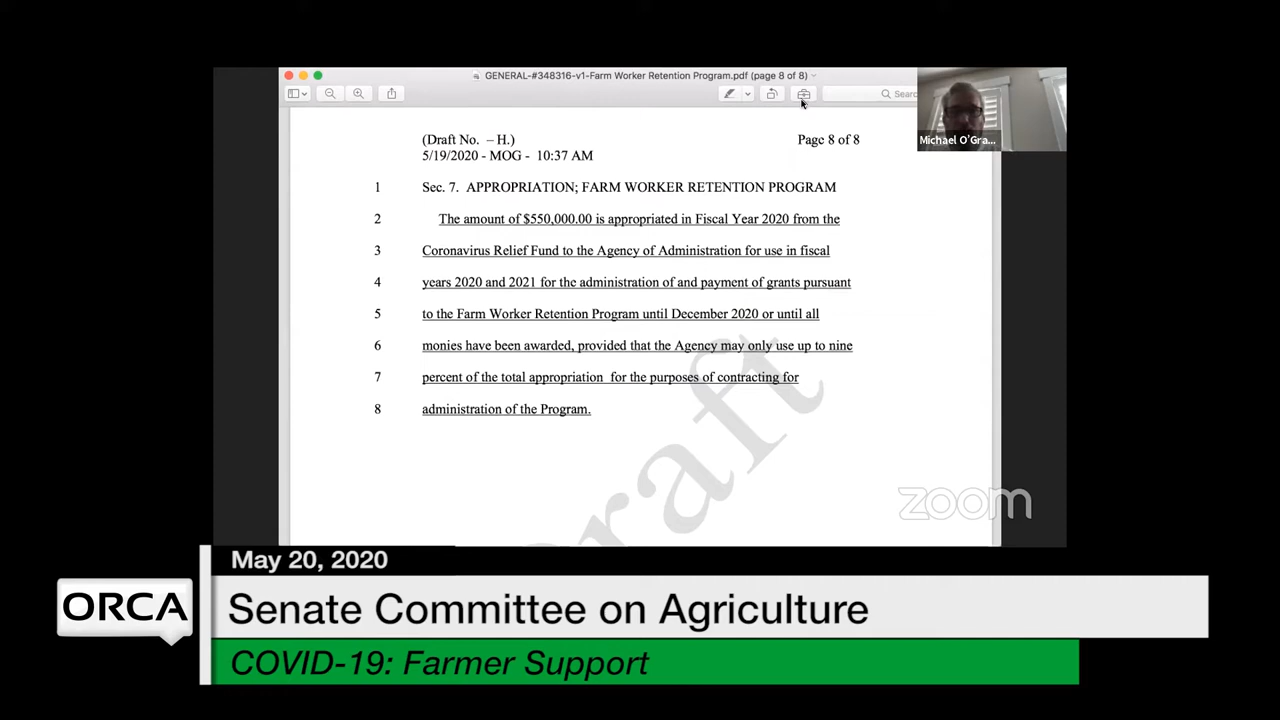 GENERAL-#348316-v1-Farm Worker Retention Program.pdf (page 8 of 8)
Searc
Michael O'Gra...
(Draft No. – H.)
Page 8 of 8
5/19/2020 - MOG - 10:37 AM
1 Sec. 7. APPROPRIATION; FARM WORKER RETENTION PROGRAM
2 The amount of $550,000.00 is appropriated in Fiscal Year 2020 from the
3 Coronavirus Relief Fund to the Agency of Administration for use in fiscal
4 years 2020 and 2021 for the administration of and payment of grants pursuant
5 to the Farm Worker Retention Program until December 2020 or until all
6 monies have been awarded, provided that the Agency may only use up to nine
7 percent of the total appropriation for the purposes of contracting for
8 administration of the Program.
raft
zoom
May 20, 2020
ORCA
Senate Committee on Agriculture
COVID-19: Farmer Support